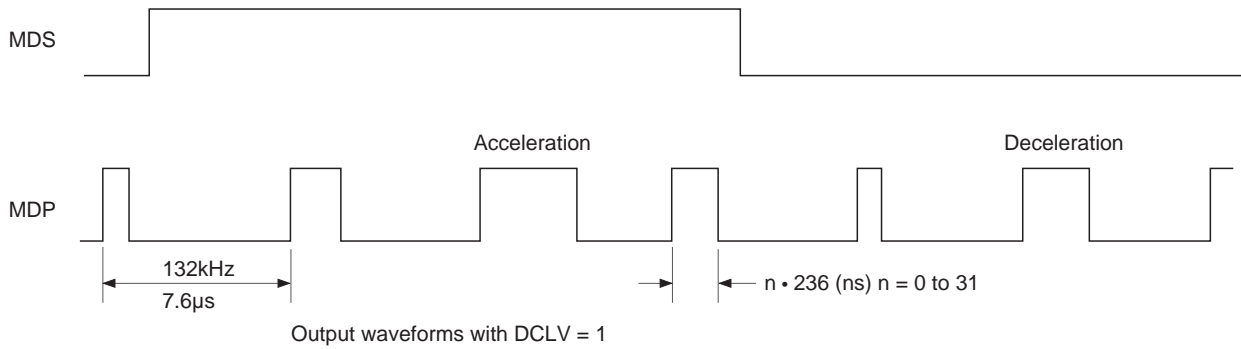 MDS
Acceleration
Deceleration
MDP
132kHz
7.6µs
n • 236 (ns) n = 0 to 31
Output waveforms with DCLV = 1